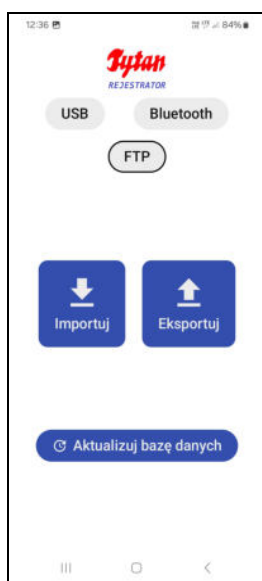 12:36 84%
Tytan
REJESTRATOR
USB Bluetooth
FTP
Importuj Eksportuj
Aktualizuj bazę danych